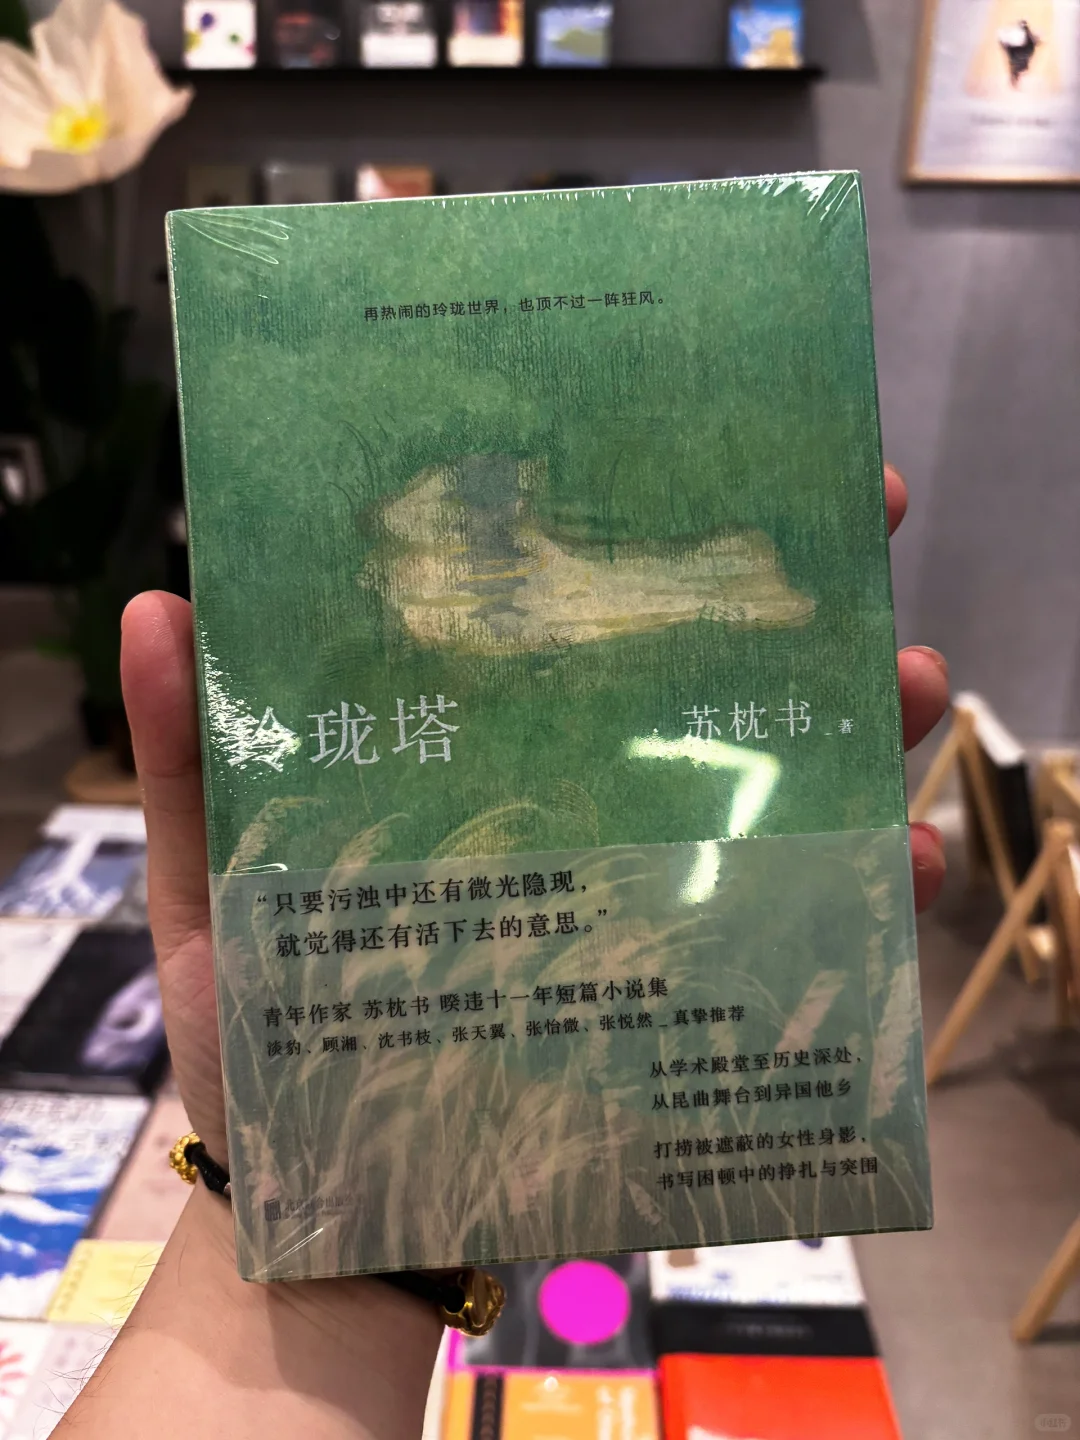 再热闹的玲珑世界，也顶不过一阵狂风。
玲珑塔
苏枕书_著
“只要污浊中还有微光隐现，
就觉得还有活下去的意思。”
青年作家 苏枕书 暌违十一年短篇小说集
淡豹、顾湘、沈书枝、张天翼、张怡微、张悦然_真挚推荐
从学术殿堂至历史深处，
从昆曲舞台到异国他乡
打捞被遮蔽的女性身影，
书写困顿中的挣扎与突围
小红书